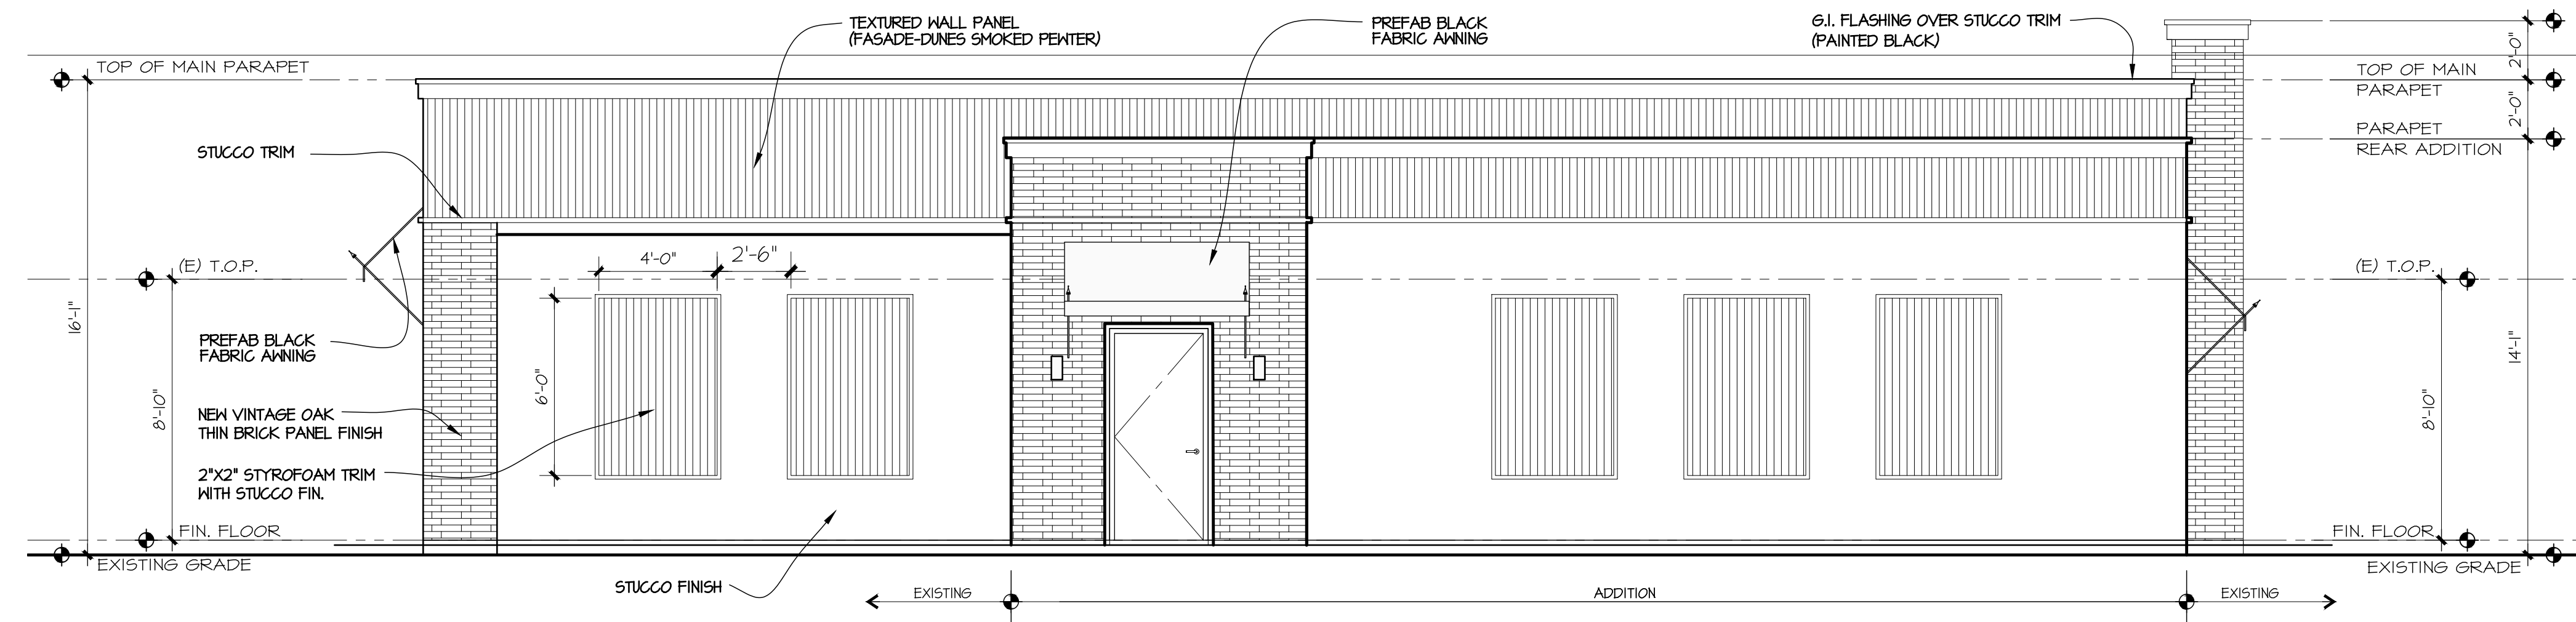 TEXTURED WALL PANEL
(FASADE-DUNES SMOKED PEWTER)
PREFAB BLACK
FABRIC AWNING
G.I. FLASHING OVER STUCCO TRIM
(PAINTED BLACK)
TOP OF MAIN PARAPET
STUCCO TRIM
(E) T.O.P.
16'-1"
8'-10"
PREFAB BLACK
FABRIC AWNING
NEW VINTAGE OAK
THIN BRICK PANEL FINISH
2"X2" STYROFOAM TRIM
WITH STUCCO FIN.
FIN. FLOOR
EXISTING GRADE
4'-0"
2'-6"
6'-0"
STUCCO FINISH
EXISTING
ADDITION
EXISTING
2'-0"
TOP OF MAIN
PARAPET
2'-0"
PARAPET
REAR ADDITION
(E) T.O.P.
14'-1"
8'-10"
FIN. FLOOR
EXISTING GRADE